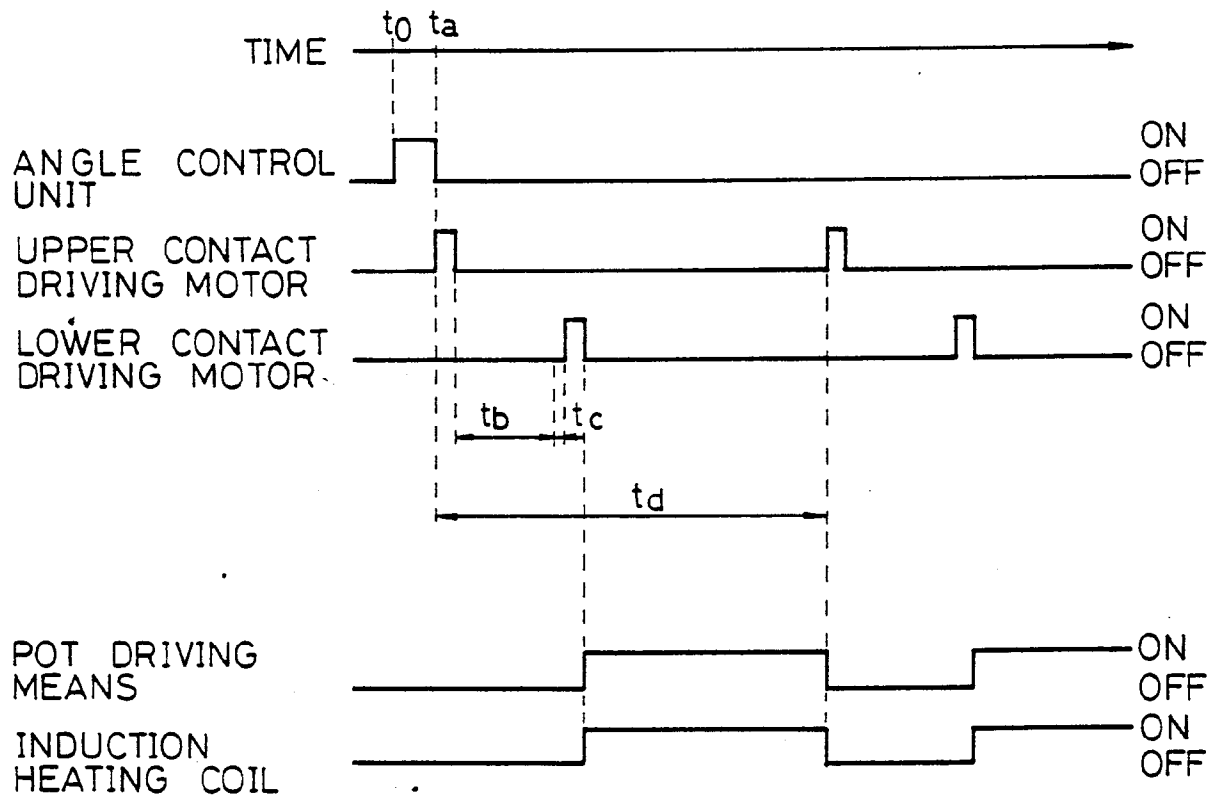 t0 ta
TIME
ANGLE CONTROL
UNIT
ON
OFF
UPPER CONTACT
DRIVING MOTOR
ON
OFF
LOWER CONTACT
DRIVING MOTOR
ON
OFF
tb
tc
td
POT DRIVING
MEANS
ON
OFF
INDUCTION
HEATING COIL
ON
OFF